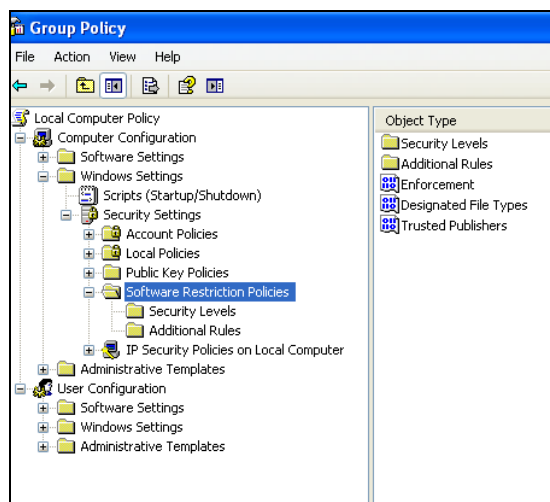 Group Policy
File Action View Help
Local Computer Policy
Computer Configuration
Software Settings
Windows Settings
Scripts (Startup/Shutdown)
Security Settings
Account Policies
Local Policies
Public Key Policies
Software Restriction Policies
Security Levels
Additional Rules
IP Security Policies on Local Computer
Administrative Templates
User Configuration
Software Settings
Windows Settings
Administrative Templates
Object Type
Security Levels
Additional Rules
Enforcement
Designated File Types
Trusted Publishers